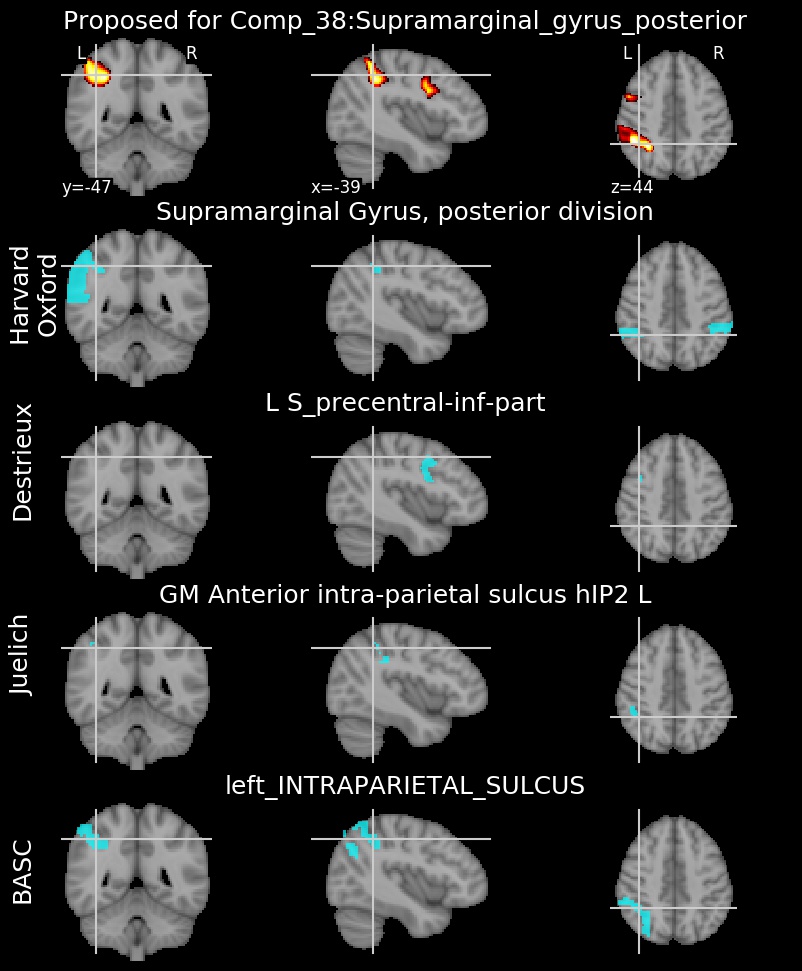 Proposed for Comp_38:Supramarginal_gyrus_posterior
L R L R
y=-47 x=-39 z=44
Supramarginal Gyrus, posterior division
Harvard
Oxford
L S_precentral-inf-part
Destrieux
GM Anterior intra-parietal sulcus hIP2 L
Juelich
left_INTRAPARIETAL_SULCUS
BASC